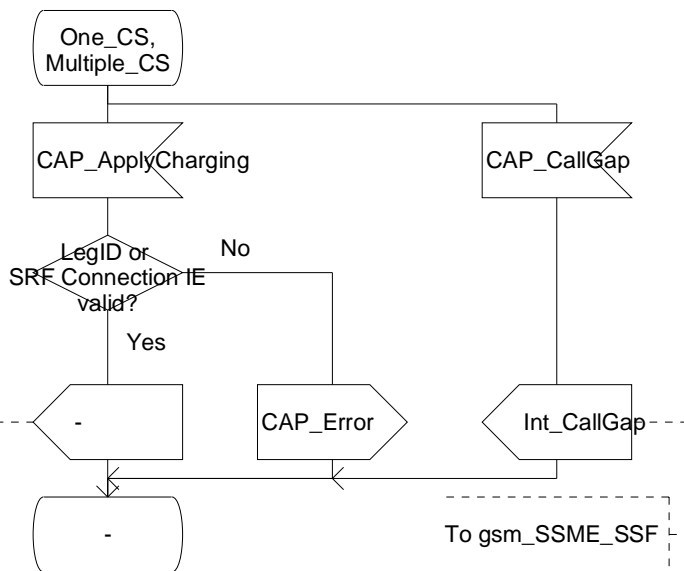 One_CS,
Multiple_CS
CAP_ApplyCharging
CAP_CallGap
LegID or
SRF Connection IE
valid?
No
Yes
-
CAP_Error
Int_CallGap
-
To gsm_SSME_SSF